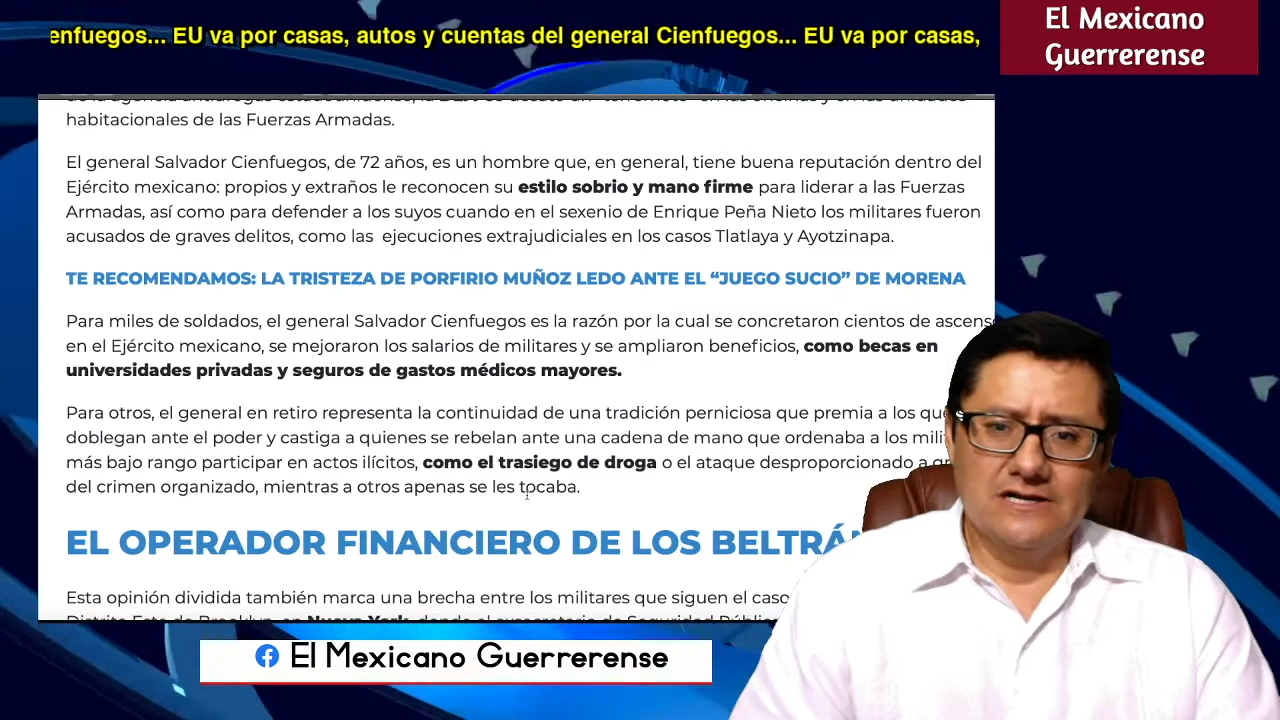 enfuegos... EU va por casas, autos y cuentas del general Cienfuegos... EU va por casas,
El Mexicano
Guerrerense
habitacionales de las Fuerzas Armadas.
El general Salvador Cienfuegos, de 72 años, es un hombre que, en general, tiene buena reputación dentro del
Ejército mexicano: propios y extraños le reconocen su estilo sobrio y mano firme para liderar a las Fuerzas
Armadas, así como para defender a los suyos cuando en el sexenio de Enrique Peña Nieto los militares fueron
acusados de graves delitos, como las ejecuciones extrajudiciales en los casos Tlatlaya y Ayotzinapa.
TE RECOMENDAMOS: LA TRISTEZA DE PORFIRIO MUÑOZ LEDO ANTE EL “JUEGO SUCIO” DE MORENA
Para miles de soldados, el general Salvador Cienfuegos es la razón por la cual se concretaron cientos de ascens
en el Ejército mexicano, se mejoraron los salarios de militares y se ampliaron beneficios, como becas en
universidades privadas y seguros de gastos médicos mayores.
Para otros, el general en retiro representa la continuidad de una tradición perniciosa que premia a los que
doblegan ante el poder y castiga a quienes se rebelan ante una cadena de mano que ordenaba a los mili
más bajo rango participar en actos ilícitos, como el trasiego de droga o el ataque desproporcionado a
del crimen organizado, mientras a otros apenas se les tocaba.
EL OPERADOR FINANCIERO DE LOS BELTRÁ
Esta opinión dividida también marca una brecha entre los militares que siguen el caso
El Mexicano Guerrerense